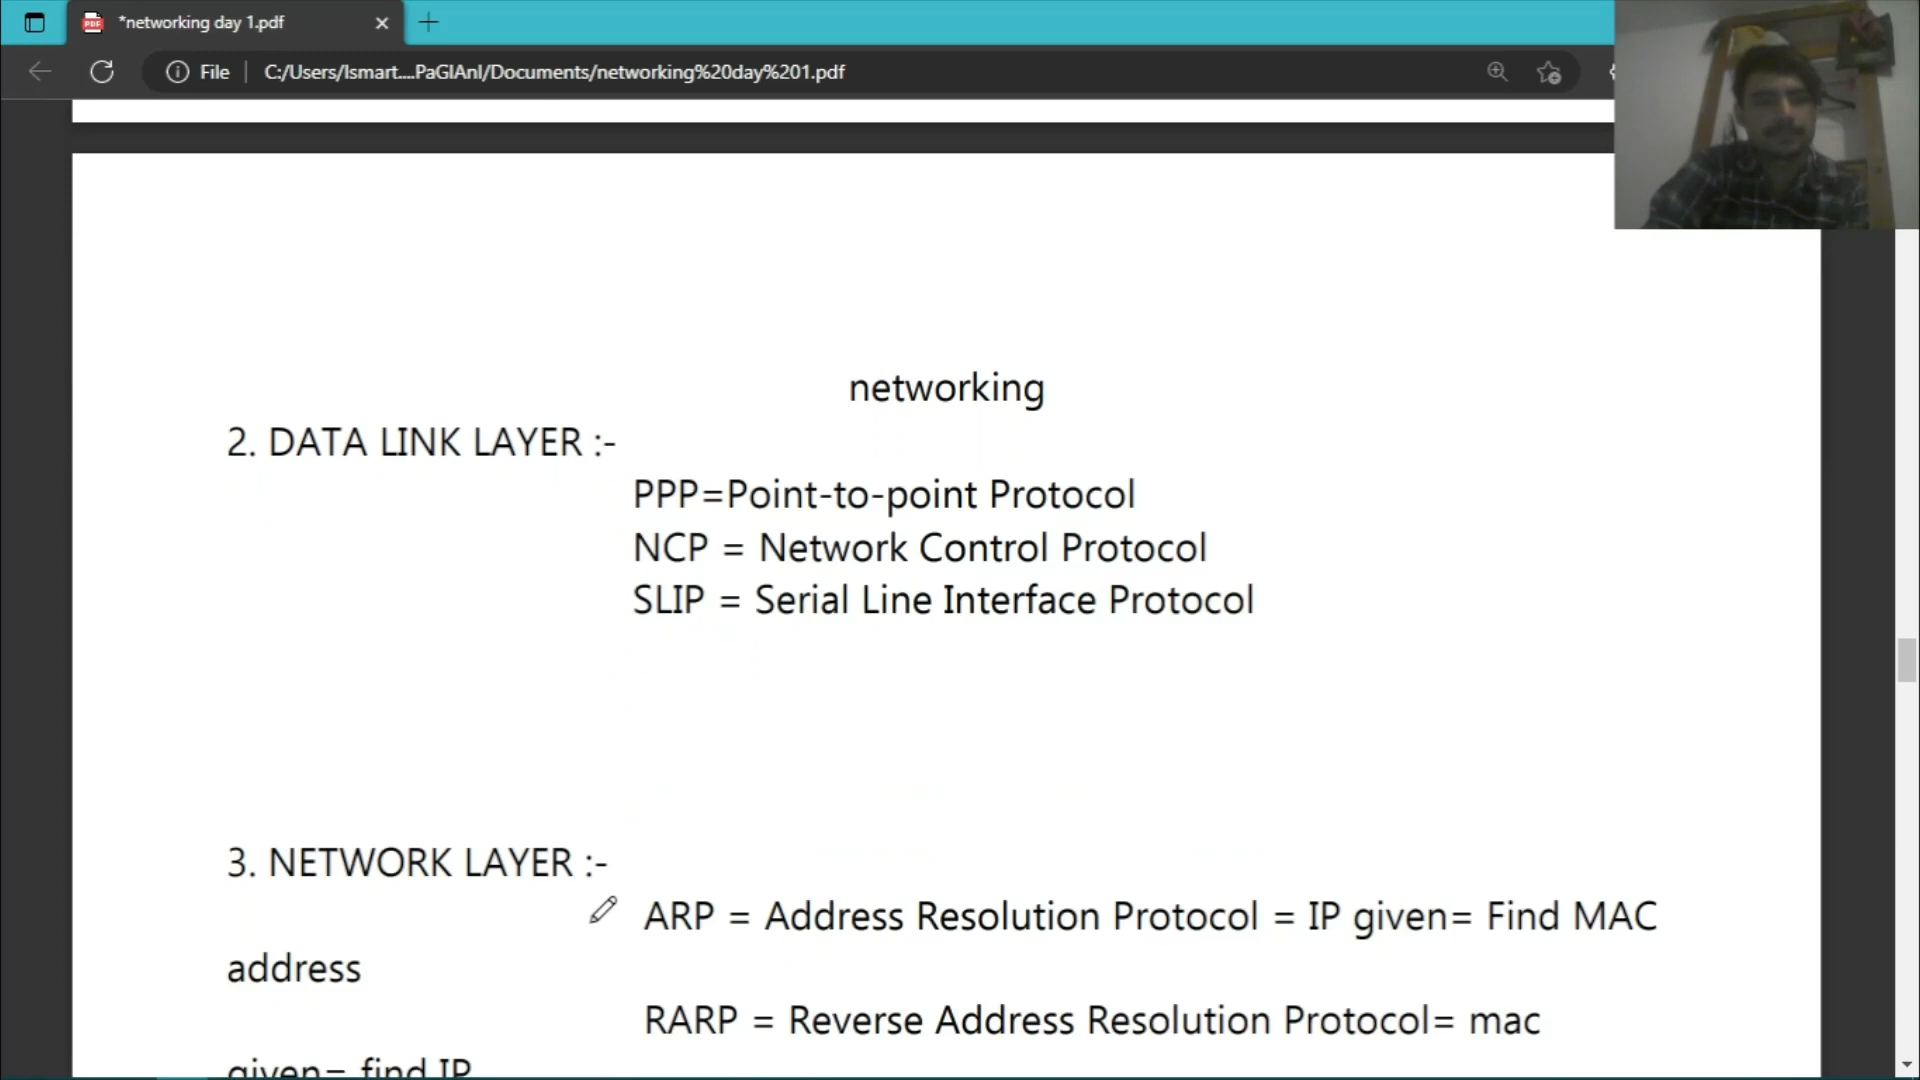 *networking day 1.pdf
File
C:/Users/Ismart....PaGIAnI/Documents/networking%20day%201.pdf
networking
2. DATA LINK LAYER :-
PPP=Point-to-point Protocol
NCP = Network Control Protocol
SLIP = Serial Line Interface Protocol
3. NETWORK LAYER :-
ARP = Address Resolution Protocol = IP given= Find MAC
address
RARP = Reverse Address Resolution Protocol= mac
given= find IP